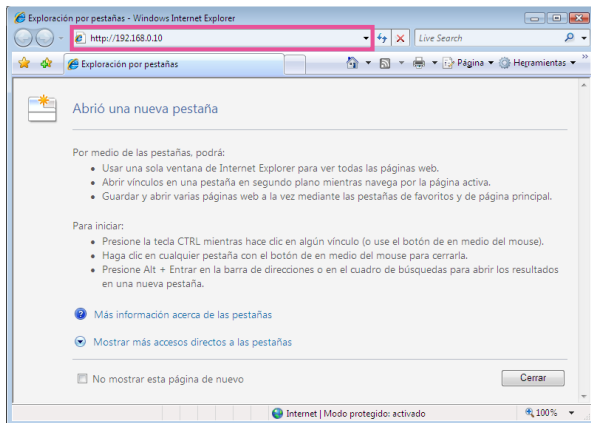 Exploración por pestañas - Windows Internet Explorer
http://192.168.0.10
Live Search
Exploración por pestañas
Página
Herramientas
Abrió una nueva pestaña
Por medio de las pestañas, podrá:
• Usar una sola ventana de Internet Explorer para ver todas las páginas web.
• Abrir vínculos en una pestaña en segundo plano mientras navega por la página activa.
• Guardar y abrir varias páginas web a la vez mediante las pestañas de favoritos y de página principal.
Para iniciar:
• Presione la tecla CTRL mientras hace clic en algún vínculo (o use el botón de en medio del mouse).
• Haga clic en cualquier pestaña con el botón de en medio del mouse para cerrarla.
• Presione Alt + Entrar en la barra de direcciones o en el cuadro de búsquedas para abrir los resultados
en una nueva pestaña.
Más información acerca de las pestañas
Mostrar más accesos directos a las pestañas
No mostrar esta página de nuevo
Cerrar
Internet | Modo protegido: activado
100%